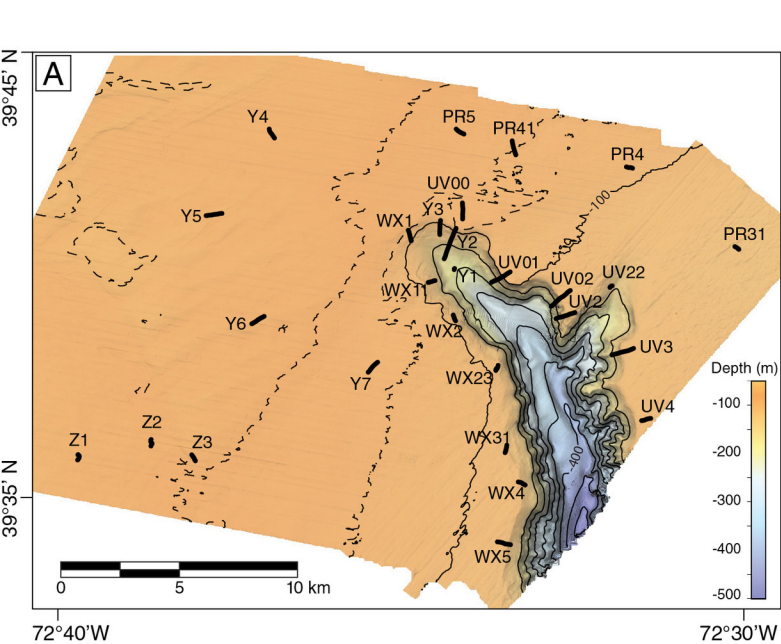 A
39°45' N
Y4
PR5
PR41
PR4
UV00
-100
Y5
WX1
Y3
PR31
Y2
UV01
Y1
UV02
UV22
WX11
UV2
Y6
WX2
UV3
Y7
WX23
Depth (m)
-100
UV4
Z1
Z2
Z3
WX31
-200
-400
39°35' N
WX4
-300
WX5
-400
0
5
10 km
-500
72°40'W
72°30'W